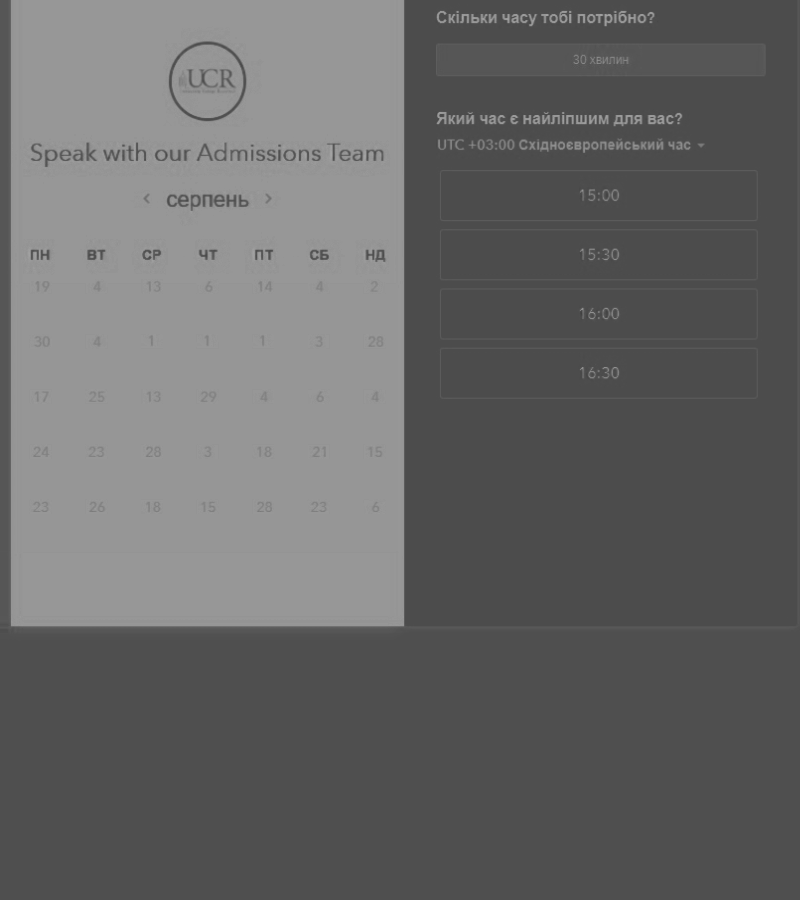 UCR
Speak with our Admissions Team
серпень
ПН ВТ СР ЧТ ПТ СБ НД
19 4 13 6 14 4 2
30 4 1 1 1 3 28
17 25 13 29 4 6 4
24 23 28 3 18 21 15
23 26 18 15 28 23 6
Скільки часу тобі потрібно?
30 хвилин
Який час є найліпшим для вас?
UTC +03:00 Східноєвропейський час
15:00
15:30
16:00
16:30